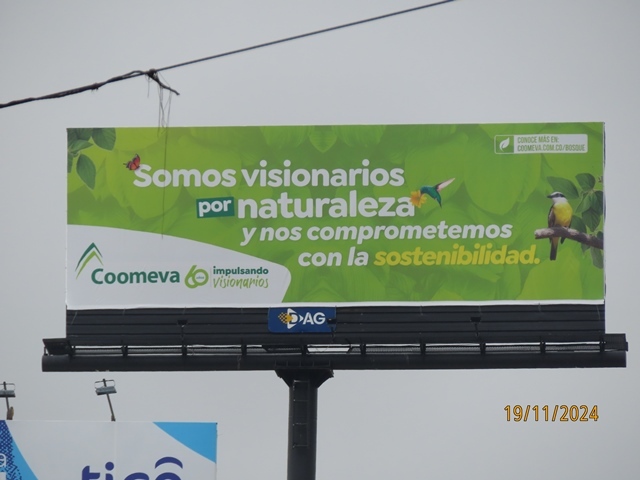 CONOCE MÁS EN:
COOMEVA.COM.CO/BOSQUE
Somos visionarios
por naturaleza
y nos comprometemos
con la sostenibilidad.
Coomeva 60 impulsando
visionarios
AG
19/11/2024
tigo